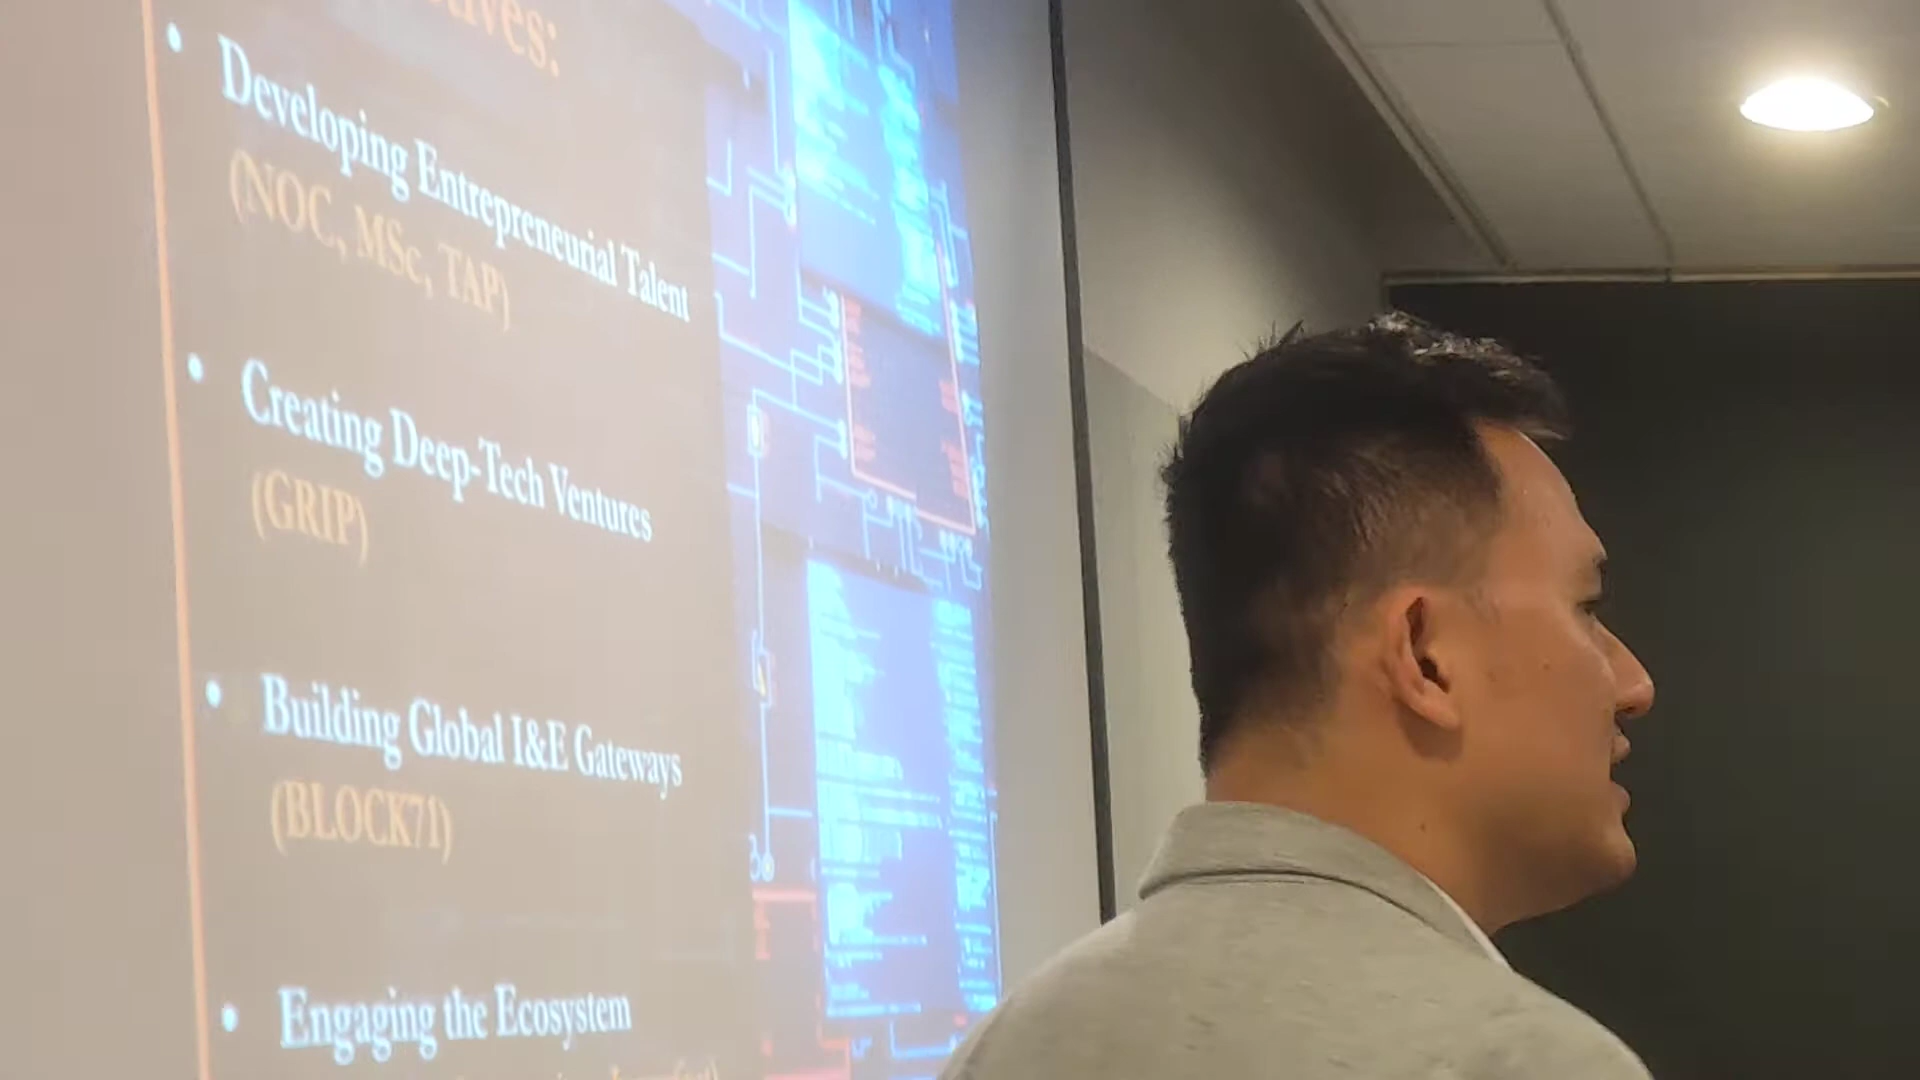 Developing Entrepreneurial Talent
(NOC, MSc, TAP)
Creating Deep-Tech Ventures
(GRIP)
Building Global I&E Gateways
(BLOCK71)
Engaging the Ecosystem